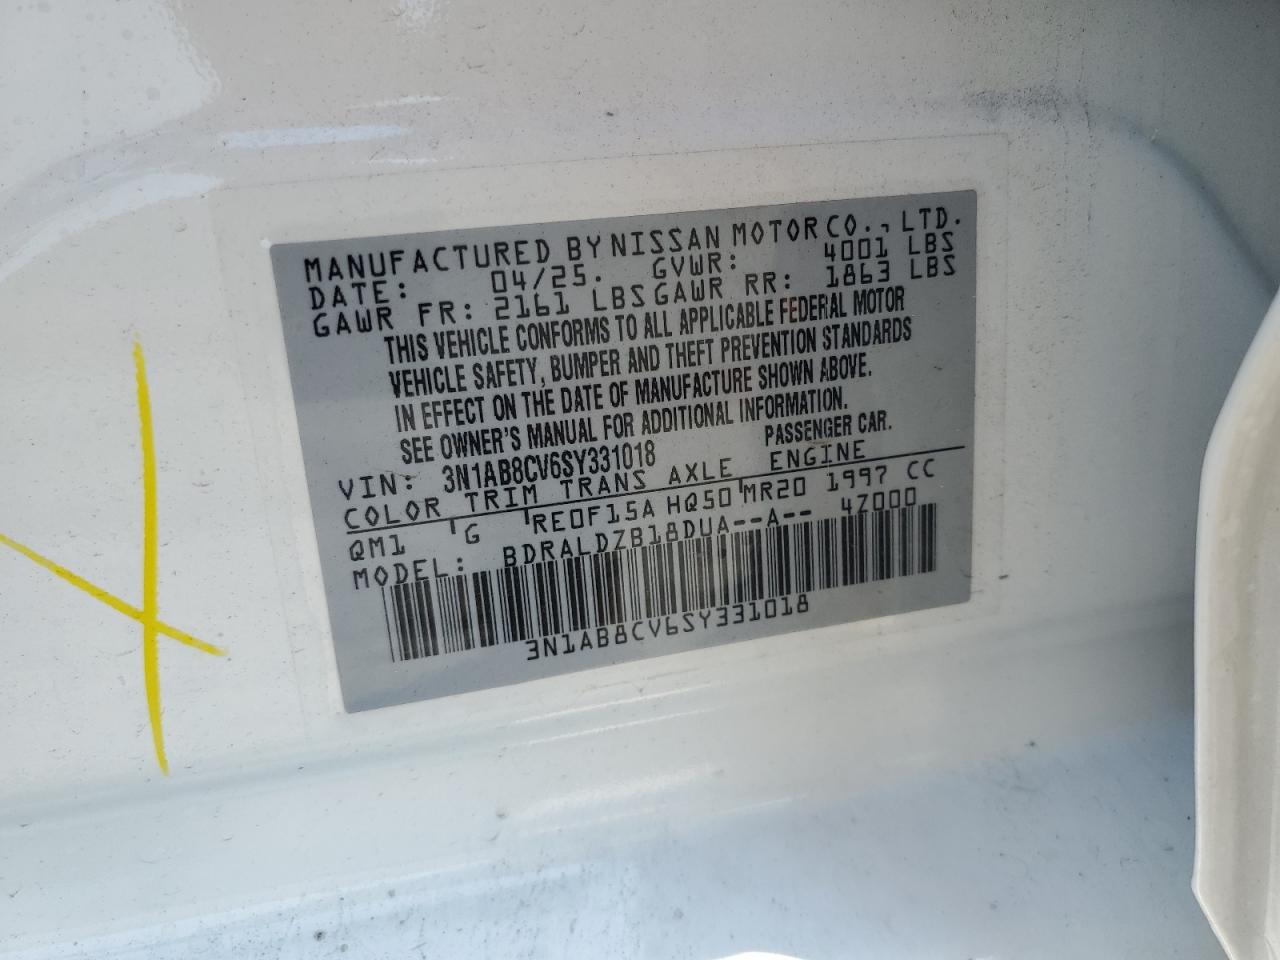 MANUFACTURED BY NISSAN MOTOR CO., LTD.
DATE: 04/25. GVWR: 4001 LBS
GAWR FR: 2161 LBS GAWR RR: 1863 LBS
THIS VEHICLE CONFORMS TO ALL APPLICABLE FEDERAL MOTOR
VEHICLE SAFETY, BUMPER AND THEFT PREVENTION STANDARDS
IN EFFECT ON THE DATE OF MANUFACTURE SHOWN ABOVE.
SEE OWNER'S MANUAL FOR ADDITIONAL INFORMATION.
VIN: 3N1AB8CV6SY331018 PASSENGER CAR.
COLOR TRIM TRANS AXLE ENGINE
QM1 G RE0F15A HQ50 MR20 1997 CC
MODEL: BDRALDZB18DUA--A-- 4Z000
3N1AB8CV6SY331018